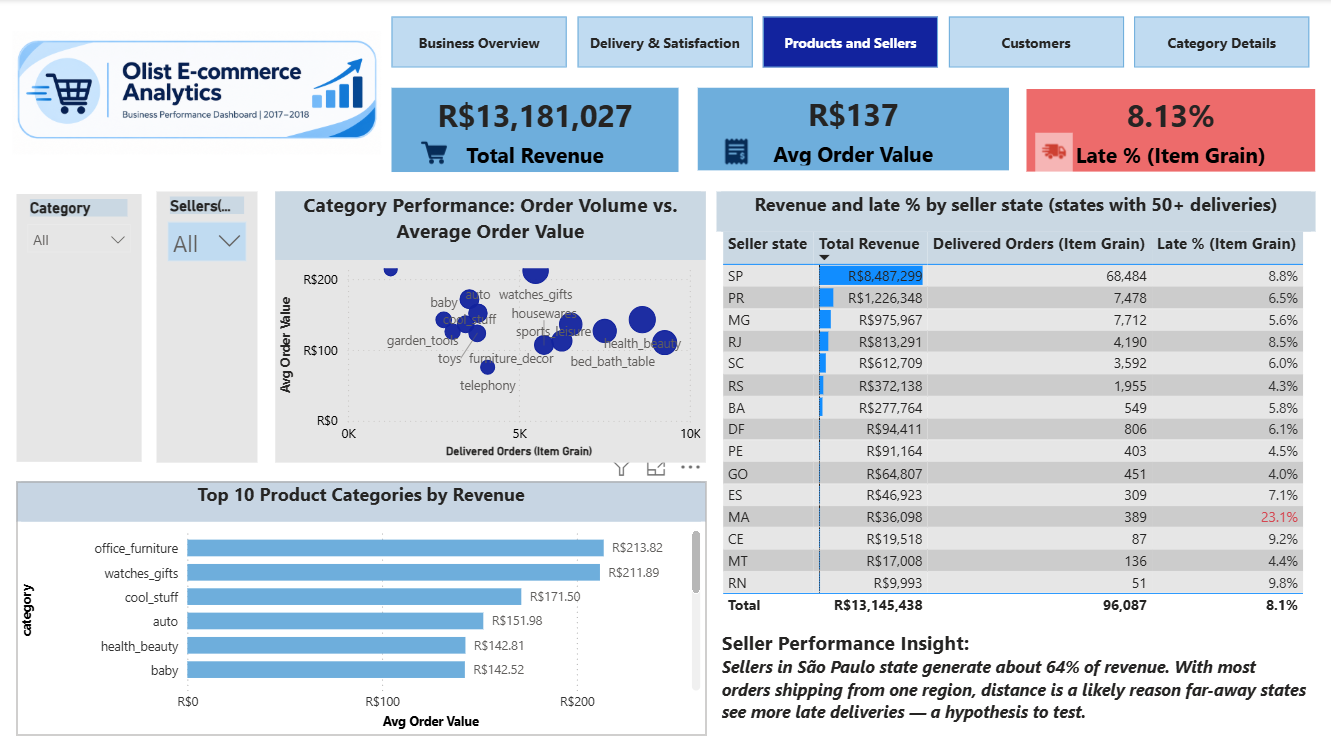 Olist E-commerce
Analytics
Business Performance Dashboard | 2017–2018
Business Overview
Delivery & Satisfaction
Products and Sellers
Customers
Category Details
R$13,181,027
Total Revenue
R$137
Avg Order Value
8.13%
Late % (Item Grain)
Category
All
Sellers(...
All
Category Performance: Order Volume vs.
Average Order Value
Avg Order Value
R$200
R$100
R$0
auto
watches_gifts
baby
housewares
cool_stuff
sports_leisure
garden_tools
health_beauty
toys
furniture_decor
bed_bath_table
telephony
0K
5K
10K
Delivered Orders (Item Grain)
Top 10 Product Categories by Revenue
category
office_furniture R$213.82
watches_gifts R$211.89
cool_stuff R$171.50
auto R$151.98
health_beauty R$142.81
baby R$142.52
R$0 R$100 R$200
Avg Order Value
Revenue and late % by seller state (states with 50+ deliveries)
Seller state Total Revenue Delivered Orders (Item Grain) Late % (Item Grain)
SP R$8,487,299 68,484 8.8%
PR R$1,226,348 7,478 6.5%
MG R$975,967 7,712 5.6%
RJ R$813,291 4,190 8.5%
SC R$612,709 3,592 6.0%
RS R$372,138 1,955 4.3%
BA R$277,764 549 5.8%
DF R$94,411 806 6.1%
PE R$91,164 403 4.5%
GO R$64,807 451 4.0%
ES R$46,923 309 7.1%
MA R$36,098 389 23.1%
CE R$19,518 87 9.2%
MT R$17,008 136 4.4%
RN R$9,993 51 9.8%
Total R$13,145,438 96,087 8.1%
Seller Performance Insight:
Sellers in São Paulo state generate about 64% of revenue. With most
orders shipping from one region, distance is a likely reason far-away states
see more late deliveries — a hypothesis to test.